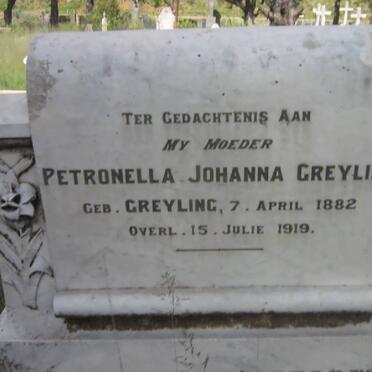 TER GEDACHTENIS AAN
MY MOEDER
PETRONELLA JOHANNA GREYLI
GEB. GREYLING, 7. APRIL 1882
OVERL. 15. JULIE 1919.